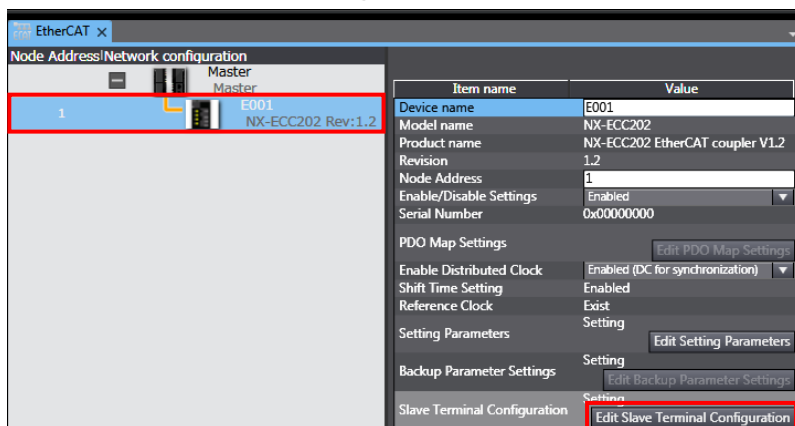 EtherCAT ×
Node Address|Network configuration
Master
Master
1
E001
NX-ECC202 Rev:1.2
Item name Value
Device name E001
Model name NX-ECC202
Product name NX-ECC202 EtherCAT coupler V1.2
Revision 1.2
Node Address 1
Enable/Disable Settings Enabled
Serial Number 0x00000000
PDO Map Settings Edit PDO Map Settings
Enable Distributed Clock Enabled (DC for synchronization)
Shift Time Setting Enabled
Reference Clock Exist
Setting
Setting Parameters Edit Setting Parameters
Setting
Backup Parameter Settings Edit Backup Parameter Settings
Setting
Slave Terminal Configuration Edit Slave Terminal Configuration